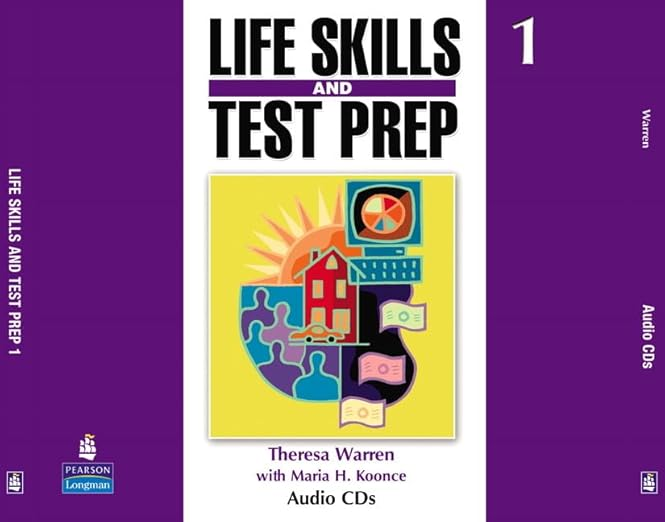 LIFE SKILLS AND TEST PREP 1
PEARSON
Longman
LIFE SKILLS
AND
TEST PREP
Theresa Warren
with Maria H. Koonce
Audio CDs
1
Warren
Audio CDs